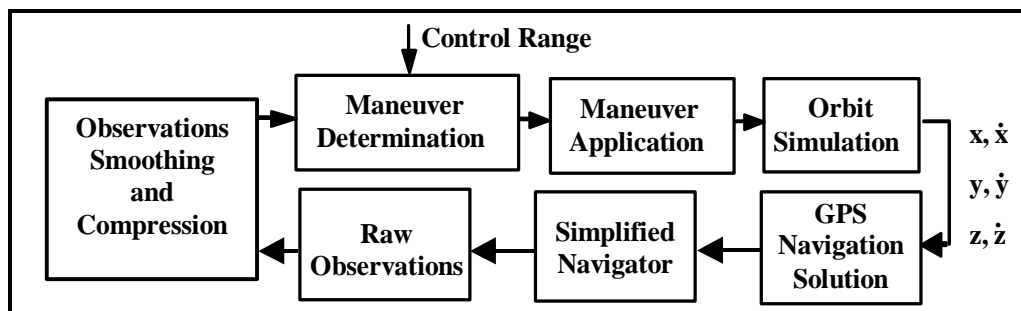 Control Range
Observations
Smoothing
and
Compression
Maneuver
Determination
Maneuver
Application
Orbit
Simulation
x, ẋ
y, ẏ
z, ż
GPS
Navigation
Solution
Simplified
Navigator
Raw
Observations